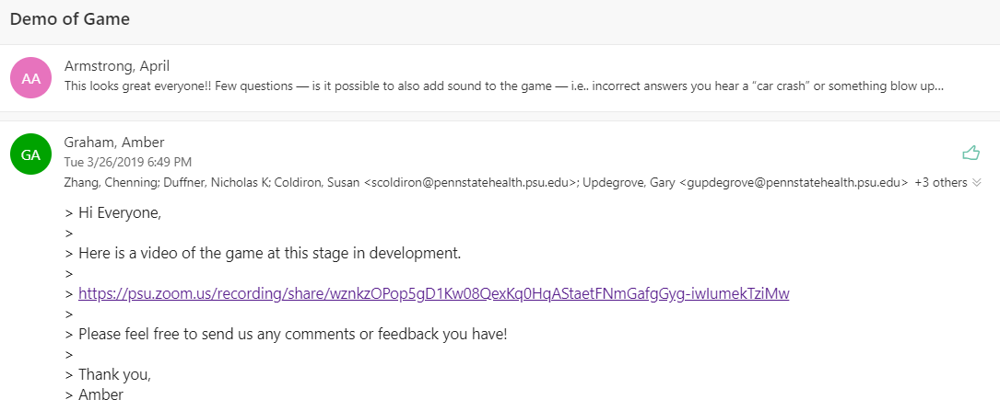 Demo of Game
AA
Armstrong, April
This looks great everyone!! Few questions — is it possible to also add sound to the game — i.e.. incorrect answers you hear a “car crash” or something blow up...
GA
Graham, Amber
Tue 3/26/2019 6:49 PM
Zhang, Chenning; Duffner, Nicholas K; Coldiron, Susan <scoldiron@pennstatehealth.psu.edu>; Updegrove, Gary <gupdegrove@pennstatehealth.psu.edu> +3 others
> Hi Everyone,
>
> Here is a video of the game at this stage in development.
>
> https://psu.zoom.us/recording/share/wznkzOPop5gD1Kw08QexKq0HqAStaetFNmGafgGyg-iwIumekTziMw
>
> Please feel free to send us any comments or feedback you have!
>
> Thank you,
> Amber